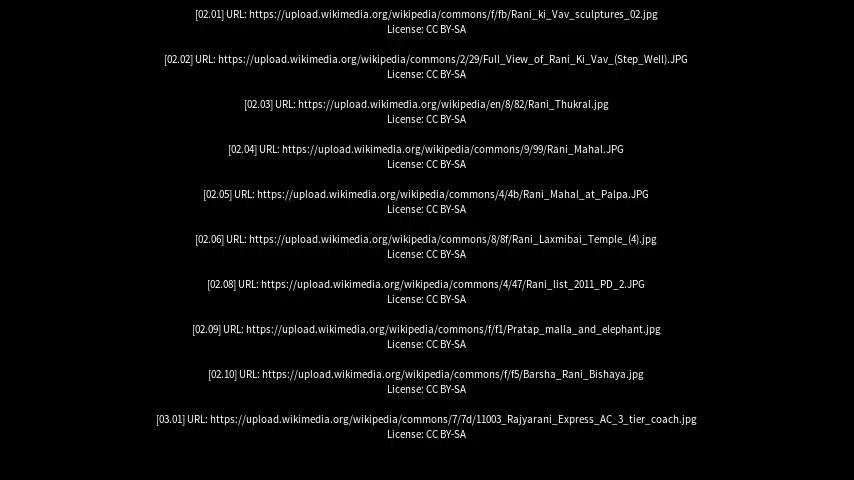 [02.01] URL: https://upload.wikimedia.org/wikipedia/commons/f/fb/Rani_ki_Vav_sculptures_02.jpg
License: CC BY-SA
[02.02] URL: https://upload.wikimedia.org/wikipedia/commons/2/29/Full_View_of_Rani_Ki_Vav_(Step_Well).JPG
License: CC BY-SA
[02.03] URL: https://upload.wikimedia.org/wikipedia/en/8/82/Rani_Thukral.jpg
License: CC BY-SA
[02.04] URL: https://upload.wikimedia.org/wikipedia/commons/9/99/Rani_Mahal.JPG
License: CC BY-SA
[02.05] URL: https://upload.wikimedia.org/wikipedia/commons/4/4b/Rani_Mahal_at_Palpa.JPG
License: CC BY-SA
[02.06] URL: https://upload.wikimedia.org/wikipedia/commons/8/8f/Rani_Laxmibai_Temple_(4).jpg
License: CC BY-SA
[02.08] URL: https://upload.wikimedia.org/wikipedia/commons/4/47/Rani_list_2011_PD_2.JPG
License: CC BY-SA
[02.09] URL: https://upload.wikimedia.org/wikipedia/commons/f/f1/Pratap_malla_and_elephant.jpg
License: CC BY-SA
[02.10] URL: https://upload.wikimedia.org/wikipedia/commons/f/f5/Barsha_Rani_Bishaya.jpg
License: CC BY-SA
[03.01] URL: https://upload.wikimedia.org/wikipedia/commons/7/7d/11003_Rajyarani_Express_AC_3_tier_coach.jpg
License: CC BY-SA